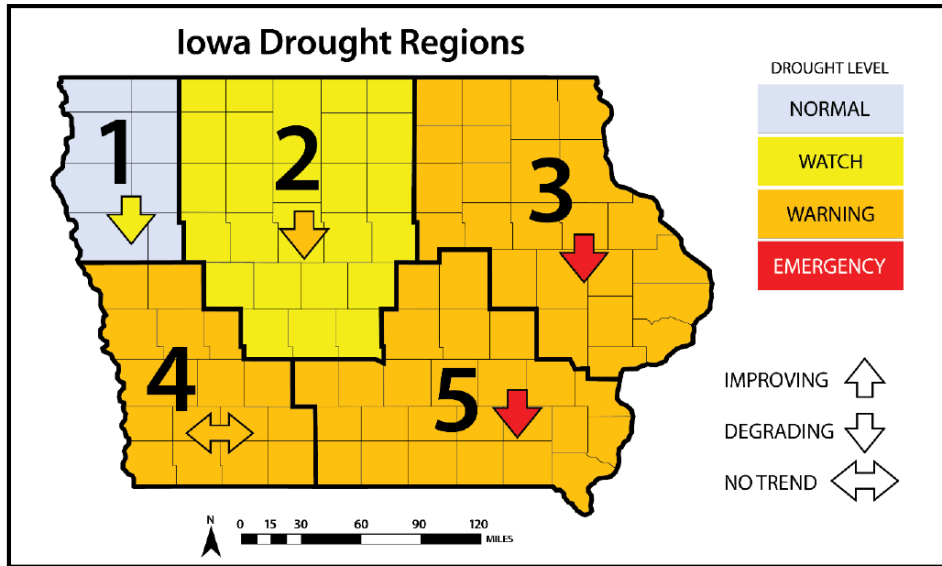 Iowa Drought Regions
DROUGHT LEVEL
NORMAL
WATCH
WARNING
EMERGENCY
1
2
3
4
5
IMPROVING
DEGRADING
NO TREND
N
0 15 30 60 90 120
MILES